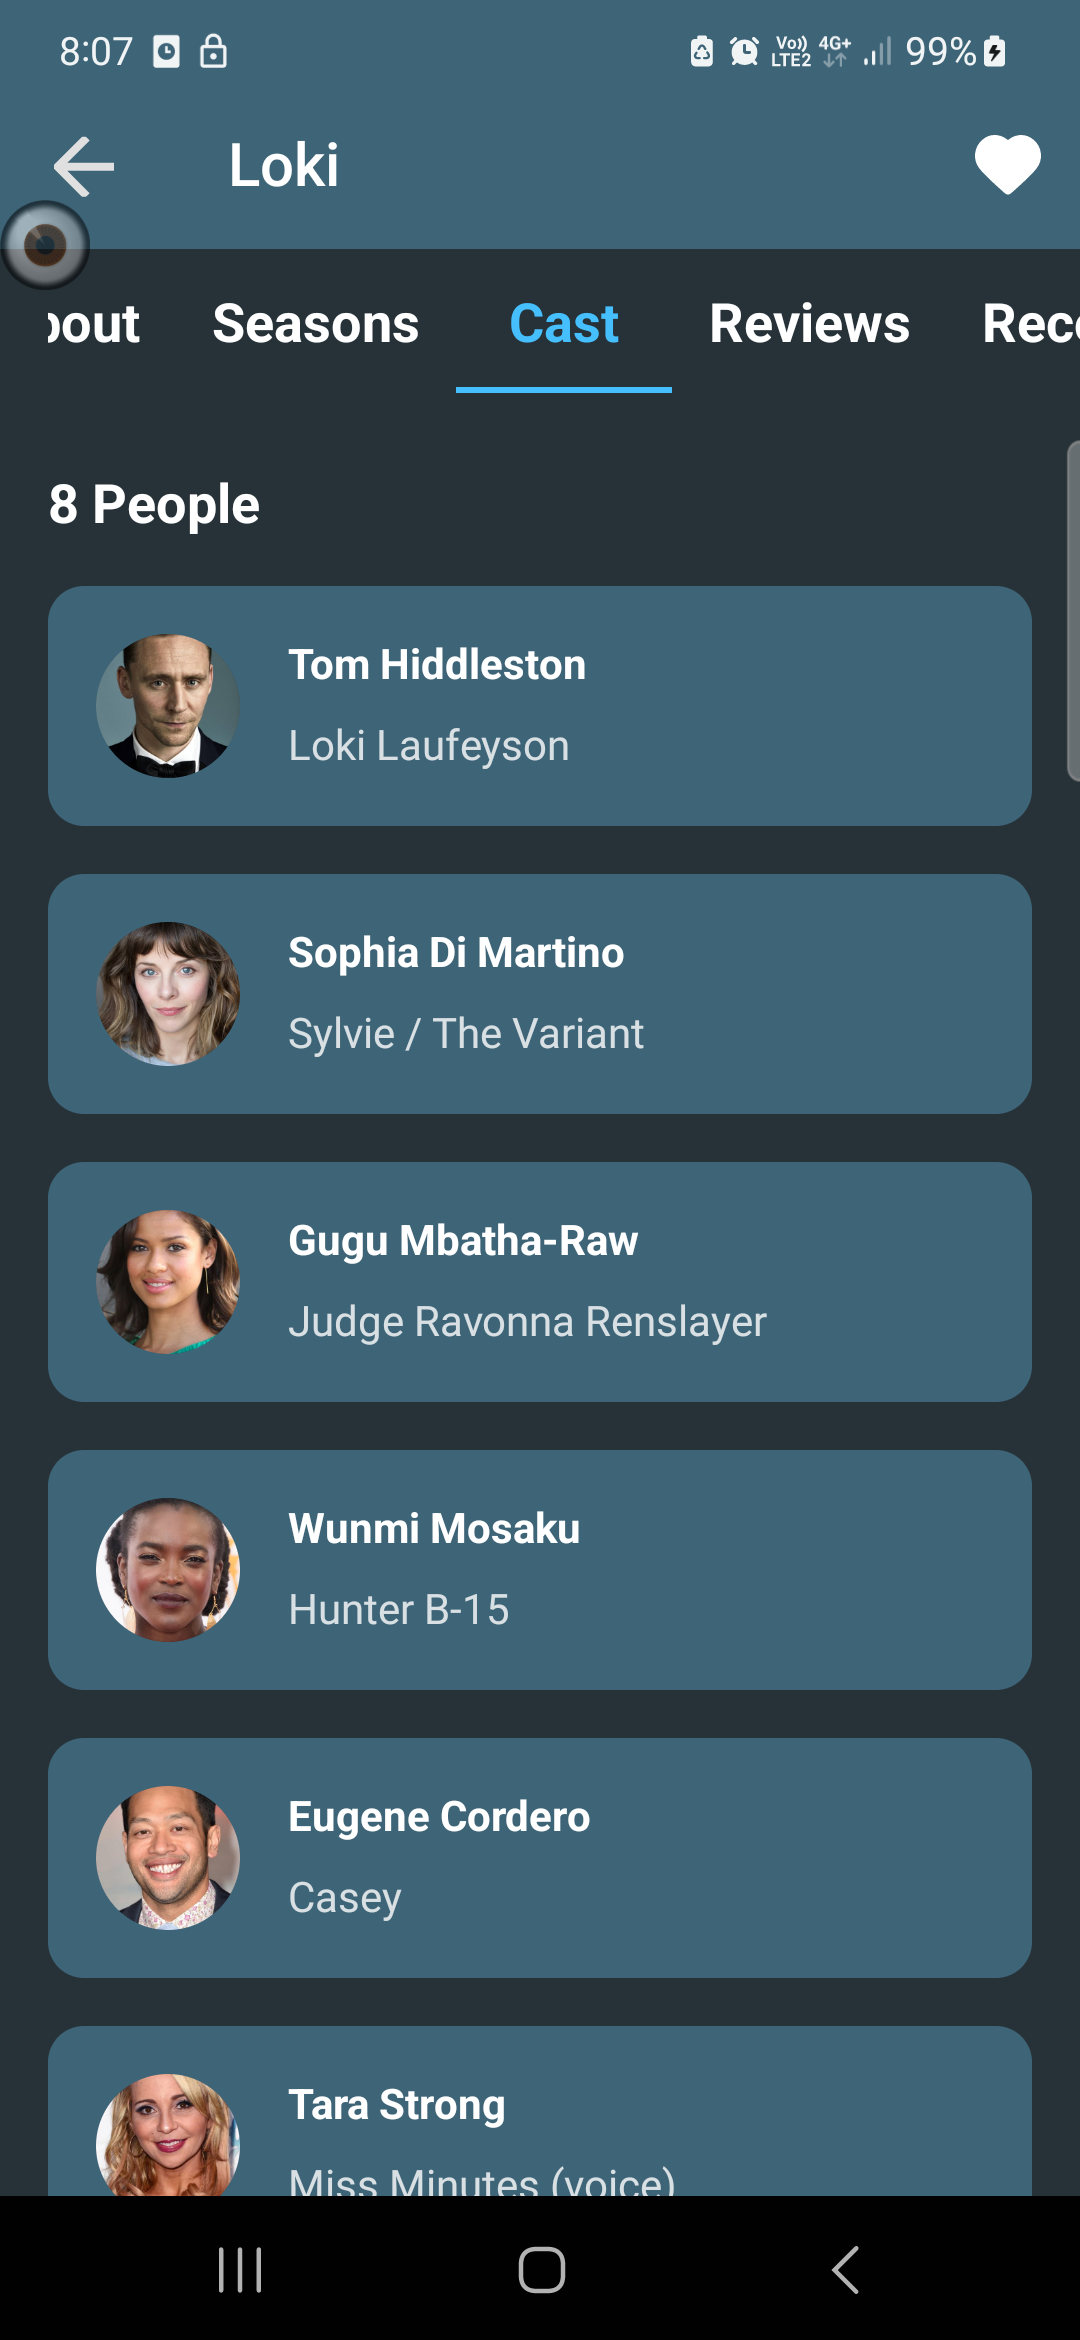 8:07 Vo)) LTE2 4G+ 99%
Loki
out Seasons Cast Reviews Rec
8 People
Tom Hiddleston
Loki Laufeyson
Sophia Di Martino
Sylvie / The Variant
Gugu Mbatha-Raw
Judge Ravonna Renslayer
Wunmi Mosaku
Hunter B-15
Eugene Cordero
Casey
Tara Strong
Miss Minutes (voice)